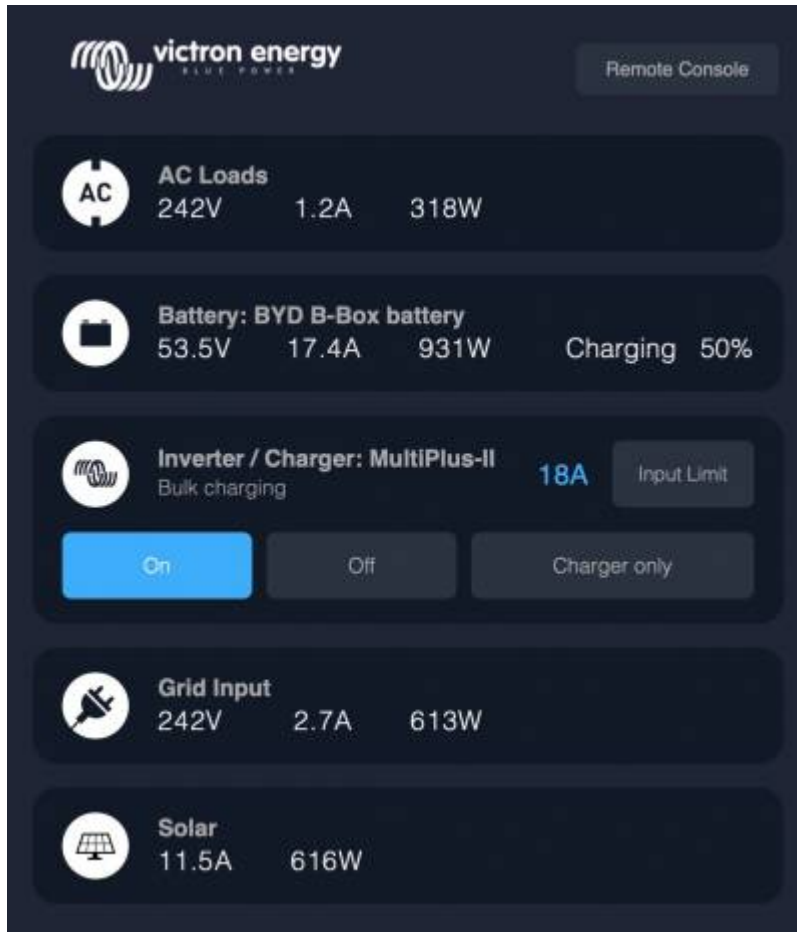 victron energy
BLUE POWER
Remote Console
AC
AC Loads
242V 1.2A 318W
Battery: BYD B-Box battery
53.5V 17.4A 931W Charging 50%
Inverter / Charger: MultiPlus-II
Bulk charging
18A
Input Limit
On Off Charger only
Grid Input
242V 2.7A 613W
Solar
11.5A 616W